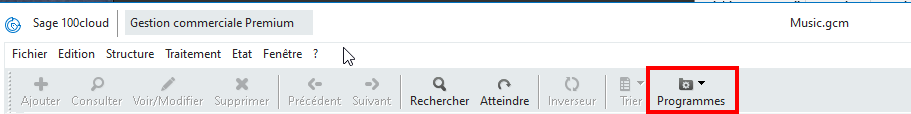 Sage 100cloud Gestion commerciale Premium Music.gcm
Fichier Edition Structure Traitement Etat Fenêtre ?
Ajouter Consulter Voir/Modifier Supprimer Précédent Suivant Rechercher Atteindre Inverseur Trier Programmes